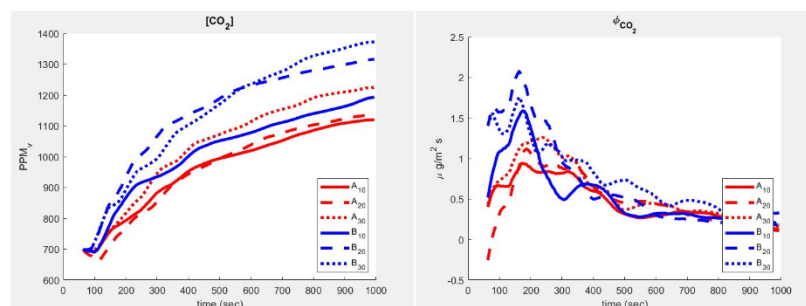 [CO₂]
1400
1300
1200
1100
1000
900
800
700
600
PPMᵥ
0 100 200 300 400 500 600 700 800 900 1000
time (sec)
A₁₀
A₂₀
A₃₀
B₁₀
B₂₀
B₃₀
ϕ_CO₂
2.5
2
1.5
1
0.5
0
-0.5
μ g/m² s
0 100 200 300 400 500 600 700 800 900 1000
time (sec)
A₁₀
A₂₀
A₃₀
B₁₀
B₂₀
B₃₀